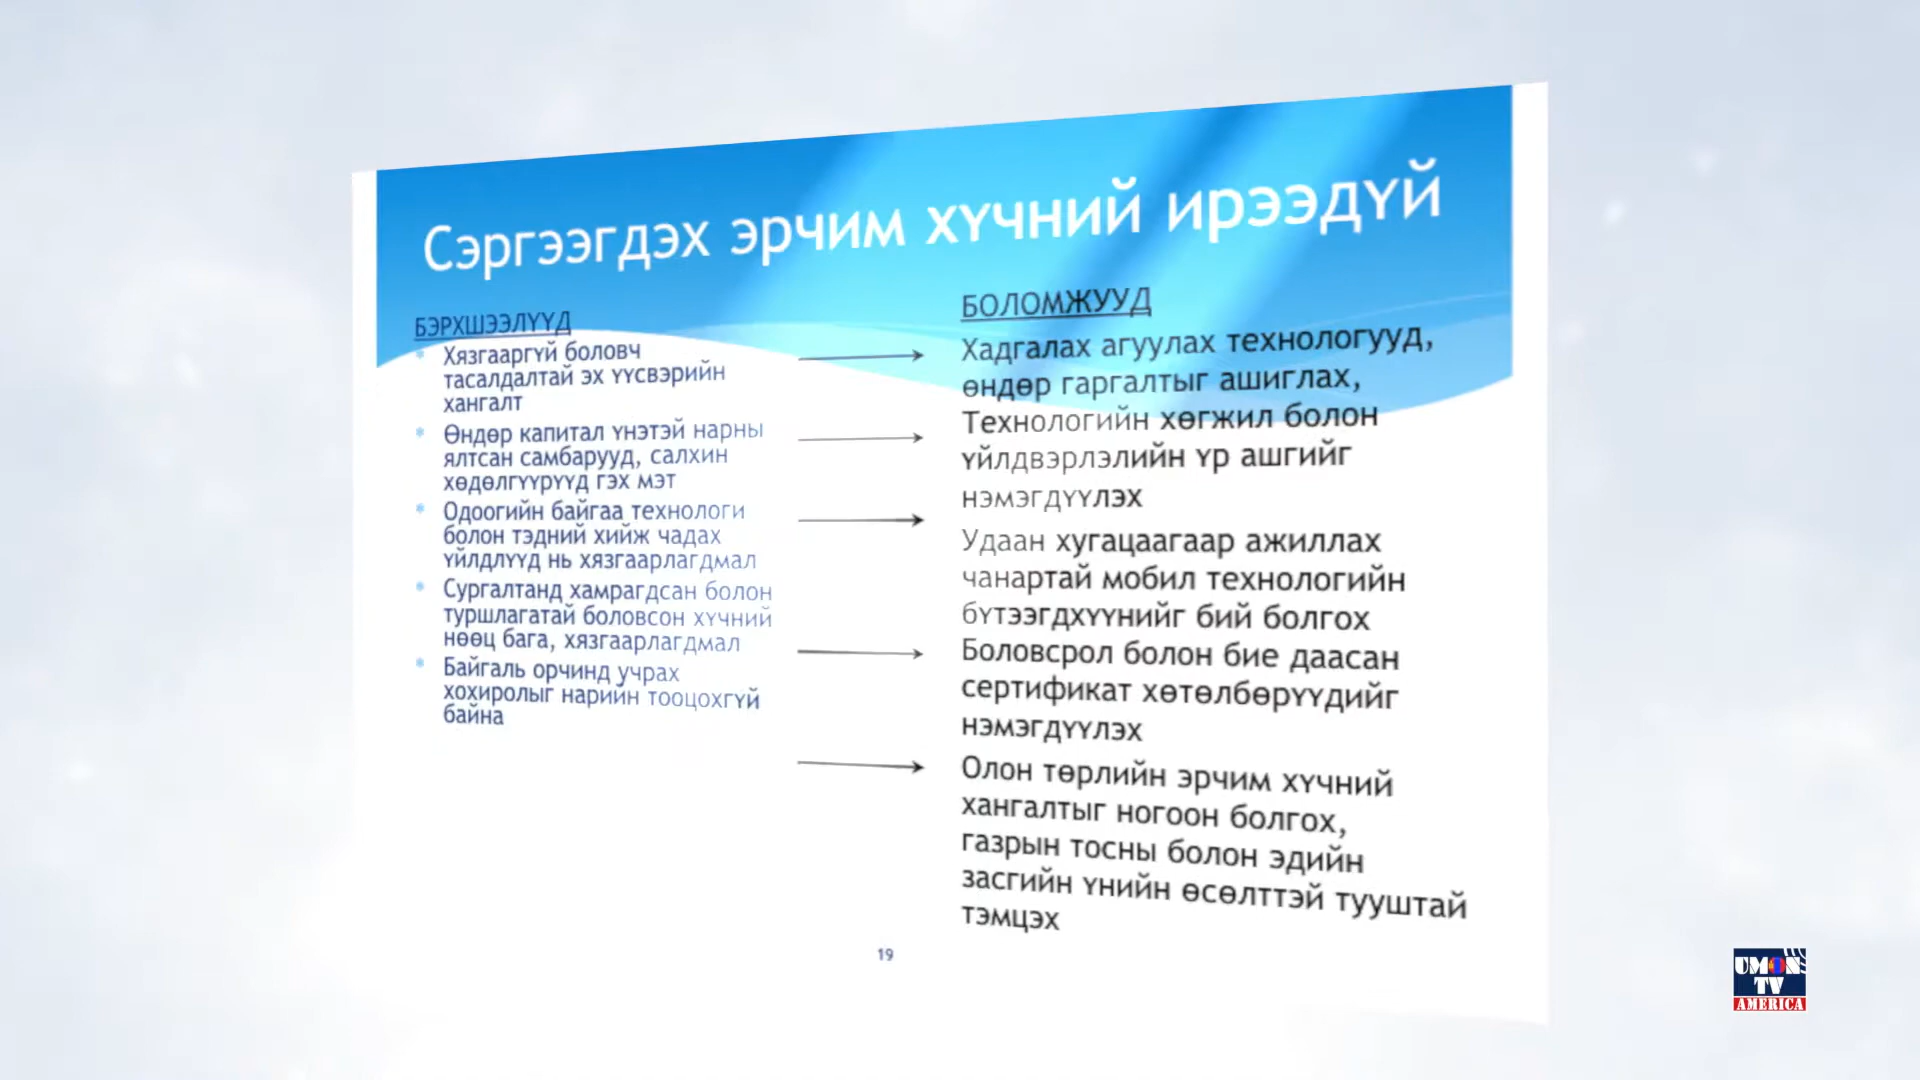 Сэргээгдэх эрчим хүчний ирээдүй
БЭРХШЭЭЛҮҮД
* Хязгааргүй боловч
тасалдалтай эх үүсвэрийн
хангалт
* Өндөр капитал үнэтэй нарны
ялтсан самбарууд, салхин
хөдөлгүүрүүд гэх мэт
* Одоогийн байгаа технологи
болон тэдний хийж чадах
үйлдлүүд нь хязгаарлагдмал
* Сургалтанд хамрагдсан болон
туршлагатай боловсон хүчний
нөөц бага, хязгаарлагдмал
* Байгаль орчинд учрах
хохиролыг нариин тооцохгүй
байна
БОЛОМЖУУД
Хадгалах агуулах технологууд,
өндөр гаргалтыг ашиглах,
Технологийн хөгжил болон
үйлдвэрлэлийн үр ашгийг
нэмэгдүүлэх
Удаан хугацаагаар ажиллах
чанартай мобил технологийн
бүтээгдхүүнийг бий болгох
Боловсрол болон бие даасан
сертификат хөтөлбөрүүдийг
нэмэгдүүлэх
Олон төрлийн эрчим хүчний
хангалтыг ногоон болгох,
газрын тосны болон эдийн
засгийн үнийн өсөлттэй тууштай
тэмцэх
19
UMON
TV
AMERICA